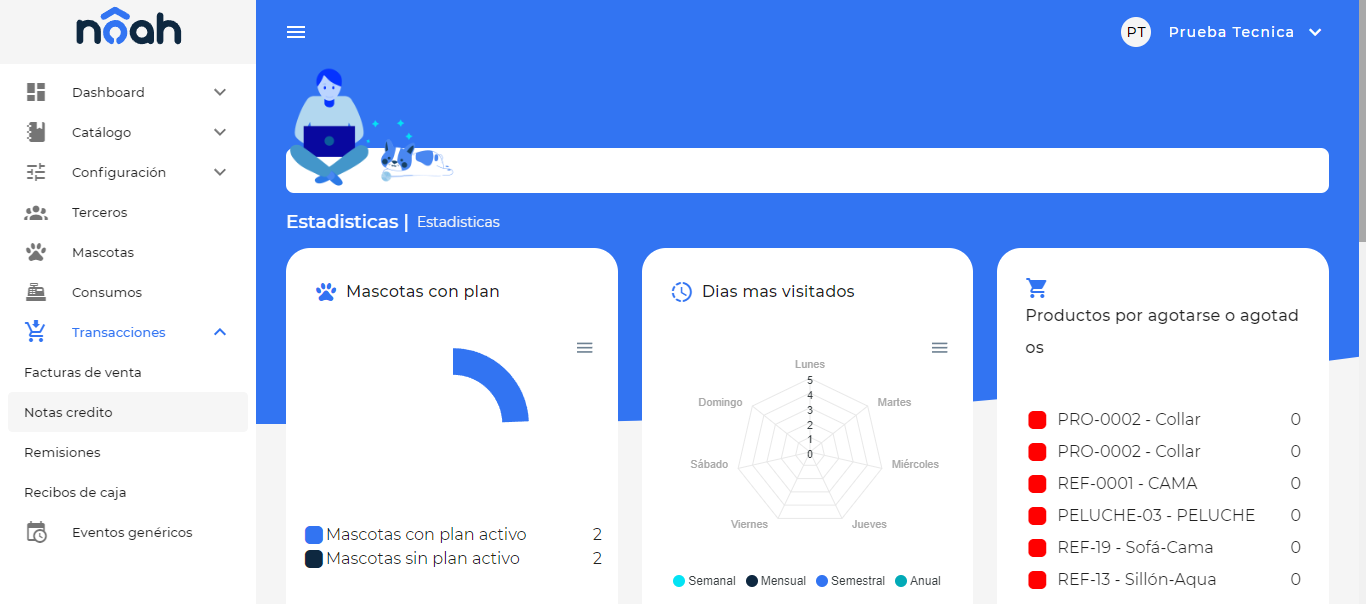 nôah
PT Prueba Tecnica
Dashboard
Catálogo
Configuración
Terceros
Mascotas
Consumos
Transacciones
Facturas de venta
Notas credito
Remisiones
Recibos de caja
Eventos genéricos
Estadisticas | Estadisticas
Mascotas con plan
Mascotas con plan activo 2
Mascotas sin plan activo 2
Dias mas visitados
Lunes
5
4
3
2
1
0
Domingo
Martes
Sábado
Miércoles
Viernes
Jueves
Semanal Mensual Semestral Anual
Productos por agotarse o agotad
os
PRO-0002 - Collar 0
PRO-0002 - Collar 0
REF-0001 - CAMA 0
PELUCHE-03 - PELUCHE 0
REF-19 - Sofá-Cama 0
REF-13 - Sillón-Aqua 0